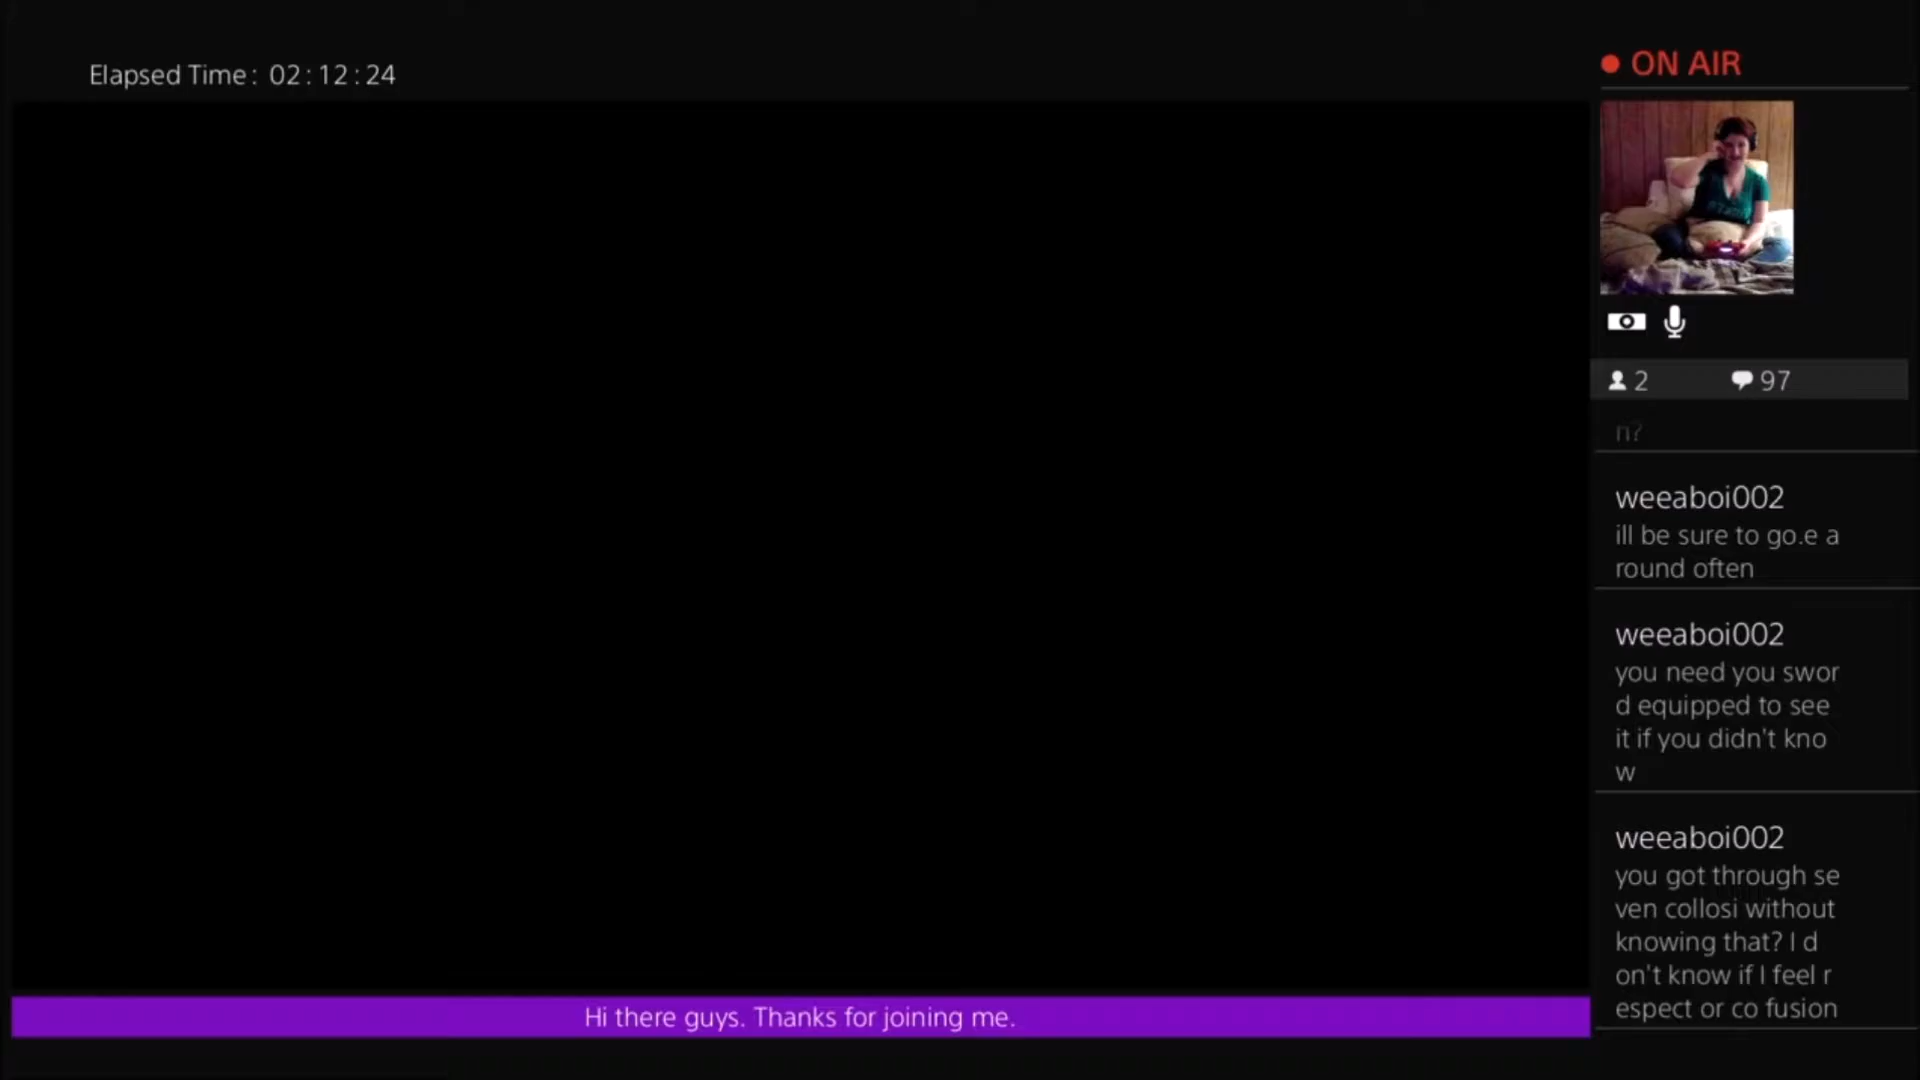 Elapsed Time: 02:12:24
ON AIR
2 97
n?
weeaboi002
ill be sure to go.e a
round often
weeaboi002
you need you swor
d equipped to see
it if you didn't kno
w
weeaboi002
you got through se
ven collosi without
knowing that? I d
on't know if I feel r
espect or co fusion
Hi there guys. Thanks for joining me.